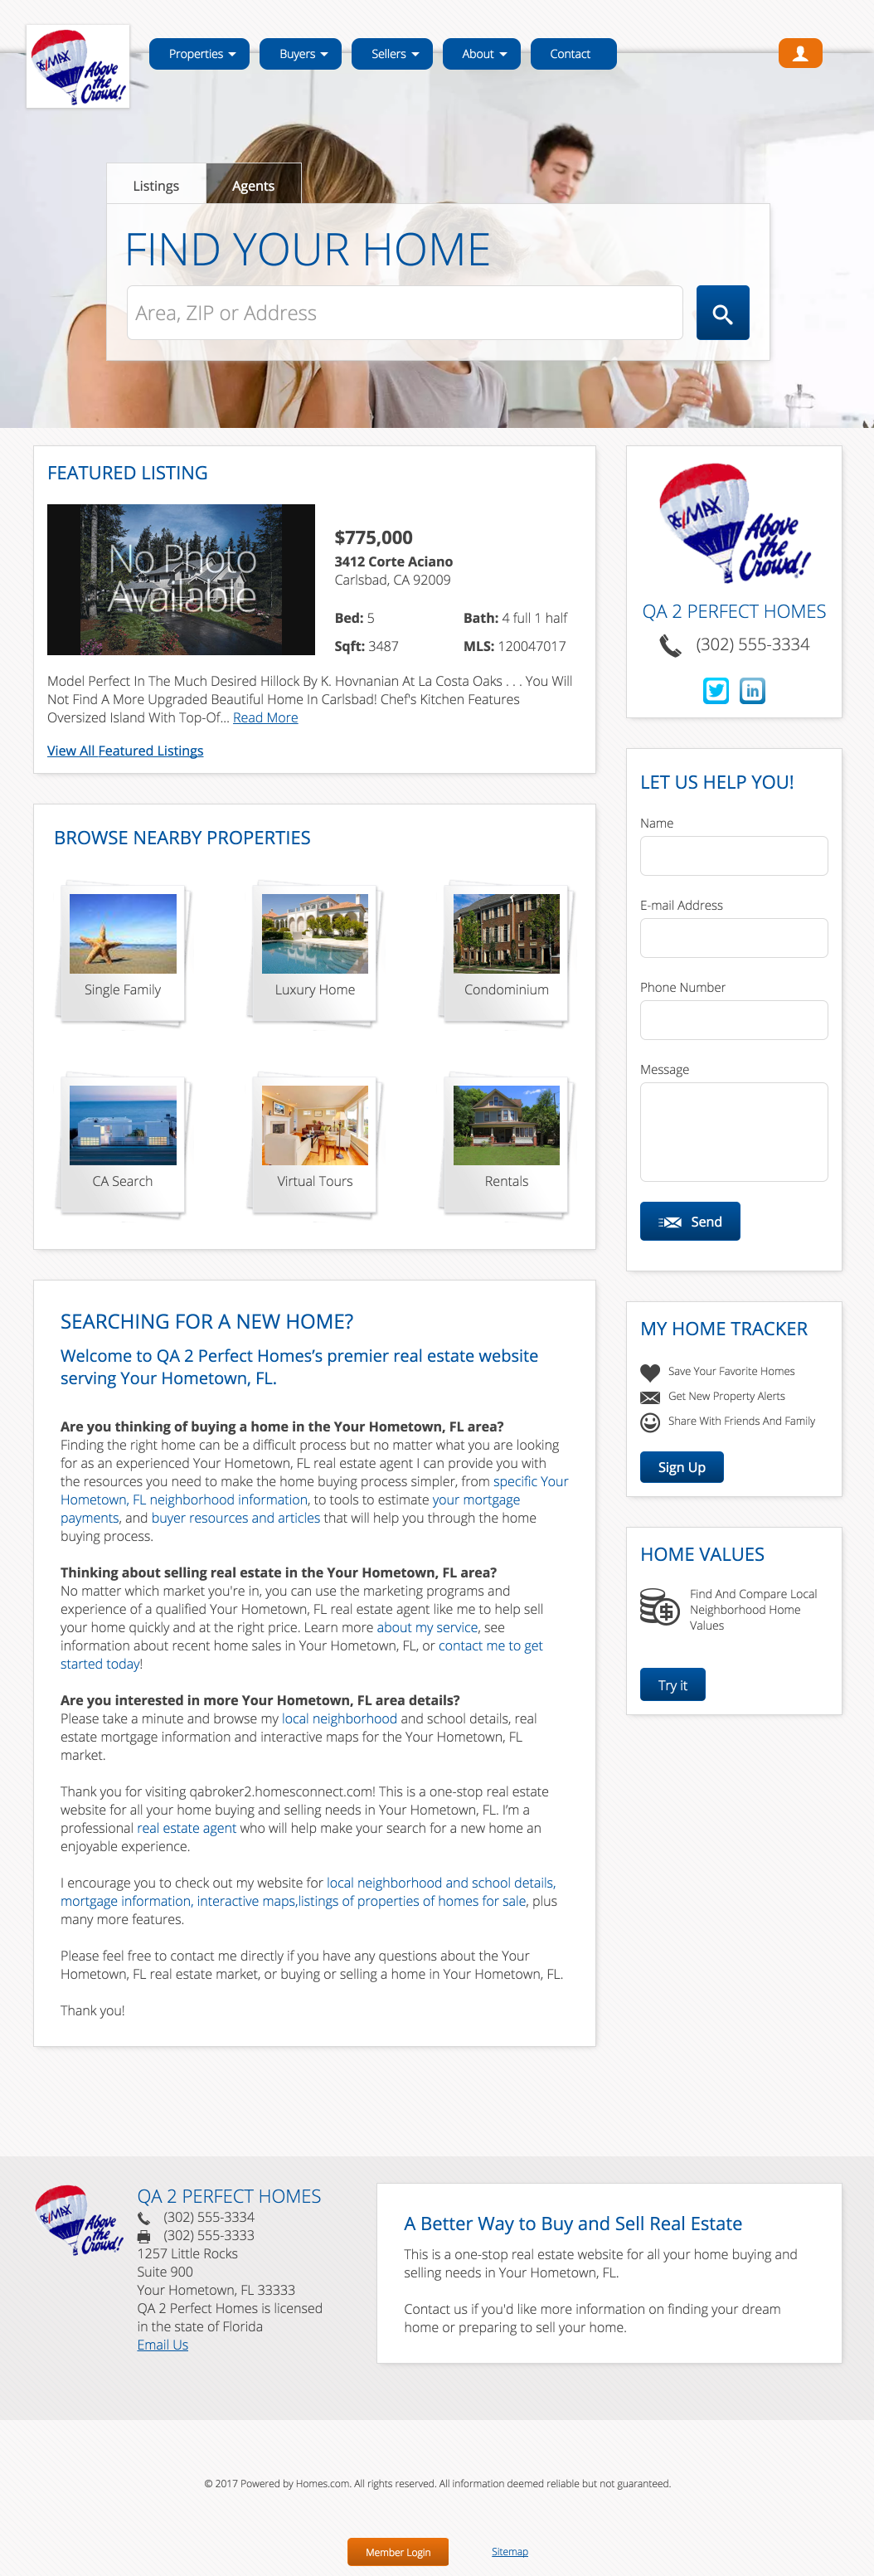 RE/MAX
Above
the
Crowd!
Properties
Buyers
Sellers
About
Contact
Listings
Agents
FIND YOUR HOME
Area, ZIP or Address
FEATURED LISTING
No Photo
Available
$775,000
3412 Corte Aciano
Carlsbad, CA 92009
Bed: 5
Bath: 4 full 1 half
Sqft: 3487
MLS: 120047017
Model Perfect In The Much Desired Hillock By K. Hovnanian At La Costa Oaks . . . You Will
Not Find A More Upgraded Beautiful Home In Carlsbad! Chef's Kitchen Features
Oversized Island With Top-Of... Read More
View All Featured Listings
BROWSE NEARBY PROPERTIES
Single Family
Luxury Home
Condominium
CA Search
Virtual Tours
Rentals
SEARCHING FOR A NEW HOME?
Welcome to QA 2 Perfect Homes’s premier real estate website
serving Your Hometown, FL.
Are you thinking of buying a home in the Your Hometown, FL area?
Finding the right home can be a difficult process but no matter what you are looking
for as an experienced Your Hometown, FL real estate agent I can provide you with
the resources you need to make the home buying process simpler, from specific Your
Hometown, FL neighborhood information, to tools to estimate your mortgage
payments, and buyer resources and articles that will help you through the home
buying process.
Thinking about selling real estate in the Your Hometown, FL area?
No matter which market you're in, you can use the marketing programs and
experience of a qualified Your Hometown, FL real estate agent like me to help sell
your home quickly and at the right price. Learn more about my service, see
information about recent home sales in Your Hometown, FL, or contact me to get
started today!
Are you interested in more Your Hometown, FL area details?
Please take a minute and browse my local neighborhood and school details, real
estate mortgage information and interactive maps for the Your Hometown, FL
market.
Thank you for visiting qabroker2.homesconnect.com! This is a one-stop real estate
website for all your home buying and selling needs in Your Hometown, FL. I’m a
professional real estate agent who will help make your search for a new home an
enjoyable experience.
I encourage you to check out my website for local neighborhood and school details,
mortgage information, interactive maps,listings of properties of homes for sale, plus
many more features.
Please feel free to contact me directly if you have any questions about the Your
Hometown, FL real estate market, or buying or selling a home in Your Hometown, FL.
Thank you!
RE/MAX
Above
the
Crowd!
QA 2 PERFECT HOMES
(302) 555-3334
in
LET US HELP YOU!
Name
E-mail Address
Phone Number
Message
Send
MY HOME TRACKER
Save Your Favorite Homes
Get New Property Alerts
Share With Friends And Family
Sign Up
HOME VALUES
Find And Compare Local
Neighborhood Home
Values
Try it
RE/MAX
Above
the
Crowd!
QA 2 PERFECT HOMES
(302) 555-3334
(302) 555-3333
1257 Little Rocks
Suite 900
Your Hometown, FL 33333
QA 2 Perfect Homes is licensed
in the state of Florida
Email Us
A Better Way to Buy and Sell Real Estate
This is a one-stop real estate website for all your home buying and
selling needs in Your Hometown, FL.
Contact us if you'd like more information on finding your dream
home or preparing to sell your home.
© 2017 Powered by Homes.com. All rights reserved. All information deemed reliable but not guaranteed.
Member Login
Sitemap